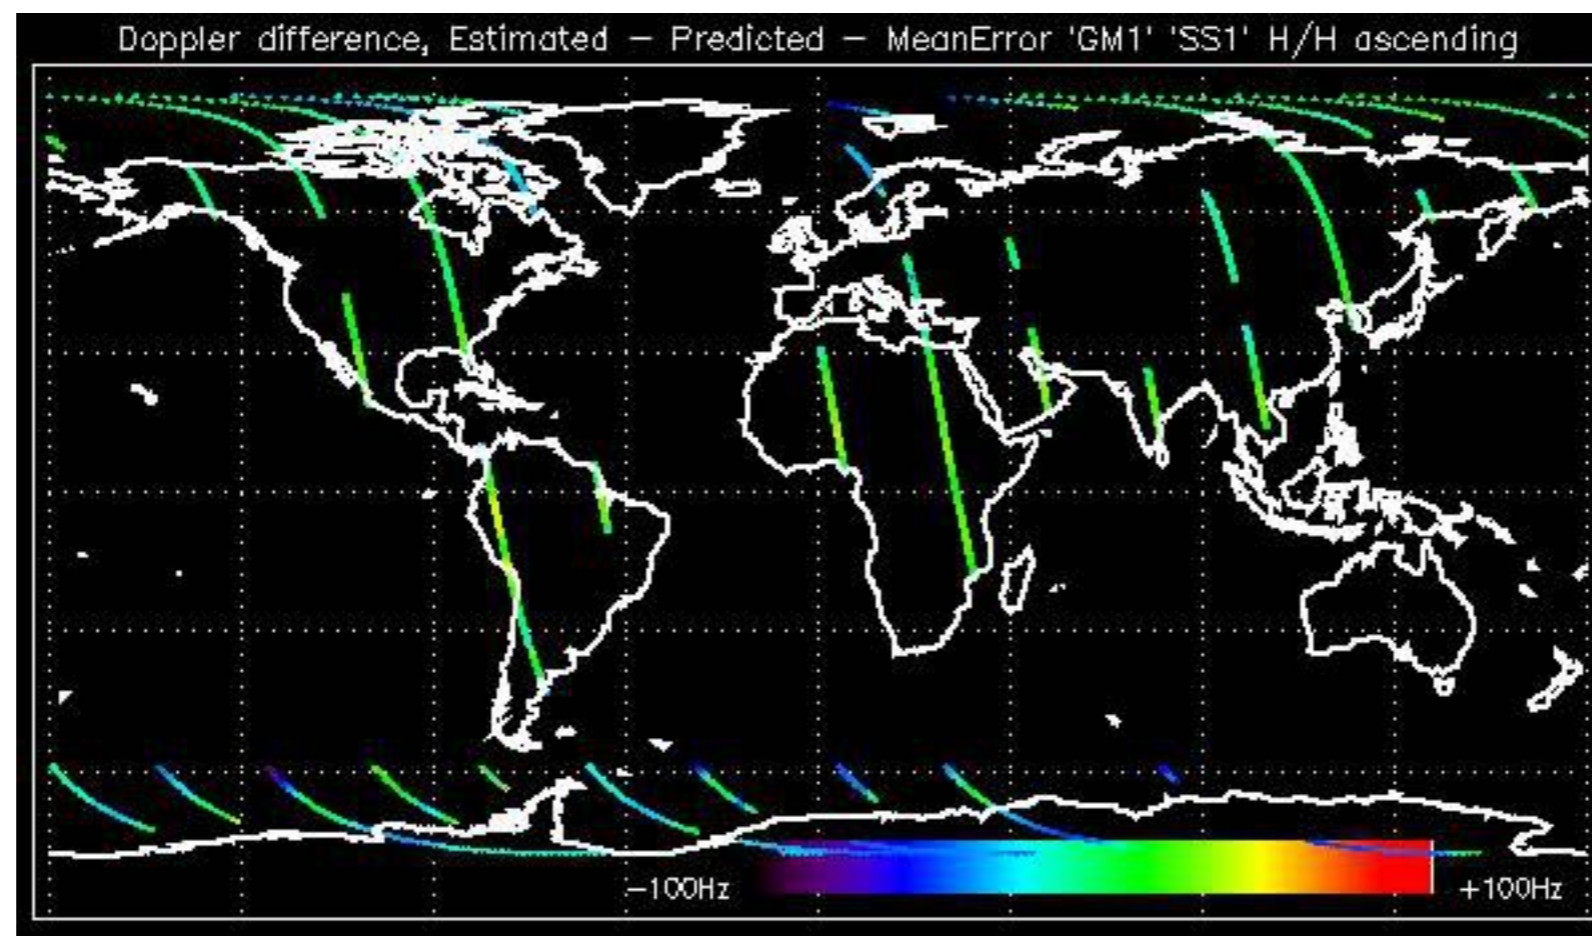 Doppler difference, Estimated – Predicted – MeanError 'GM1' 'SS1' H/H ascending
–100Hz
+100Hz